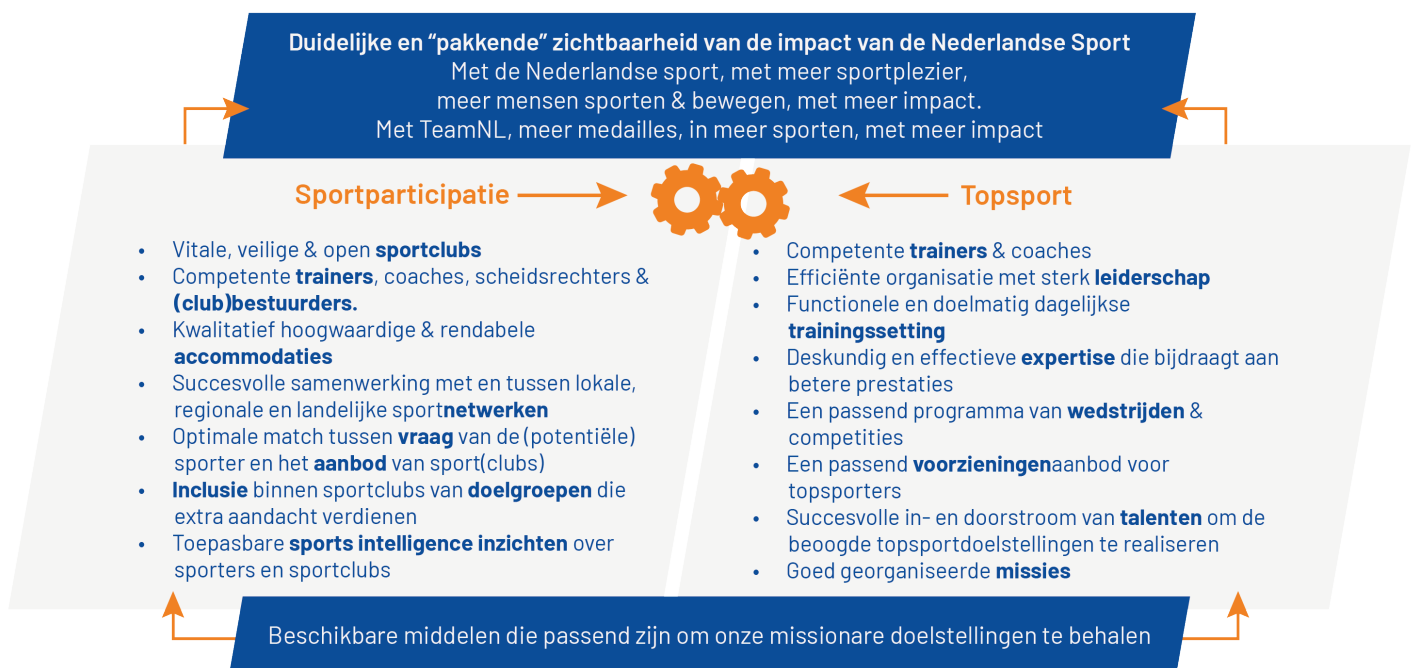 Duidelijke en “pakkende” zichtbaarheid van de impact van de Nederlandse Sport
Met de Nederlandse sport, met meer sportplezier,
meer mensen sporten & bewegen, met meer impact.
Met TeamNL, meer medailles, in meer sporten, met meer impact
Sportparticipatie
• Vitale, veilige & open sportclubs
• Competente trainers, coaches, scheidsrechters &
(club)bestuurders.
• Kwalitatief hoogwaardige & rendabele
accommodaties
• Succesvolle samenwerking met en tussen lokale,
regionale en landelijke sportnetwerken
• Optimale match tussen vraag van de (potentiële)
sporter en het aanbod van sport(clubs)
• Inclusie binnen sportclubs van doelgroepen die
extra aandacht verdienen
• Toepasbare sports intelligence inzichten over
sporters en sportclubs
Topsport
• Competente trainers & coaches
• Efficiënte organisatie met sterk leiderschap
• Functionele en doelmatig dagelijkse
trainingssetting
• Deskundig en effectieve expertise die bijdraagt aan
betere prestaties
• Een passend programma van wedstrijden &
competities
• Een passend voorzieningenaanbod voor
topsporters
• Succesvolle in- en doorstroom van talenten om de
beoogde topsportdoelstellingen te realiseren
• Goed georganiseerde missies
Beschikbare middelen die passend zijn om onze missionare doelstellingen te behalen